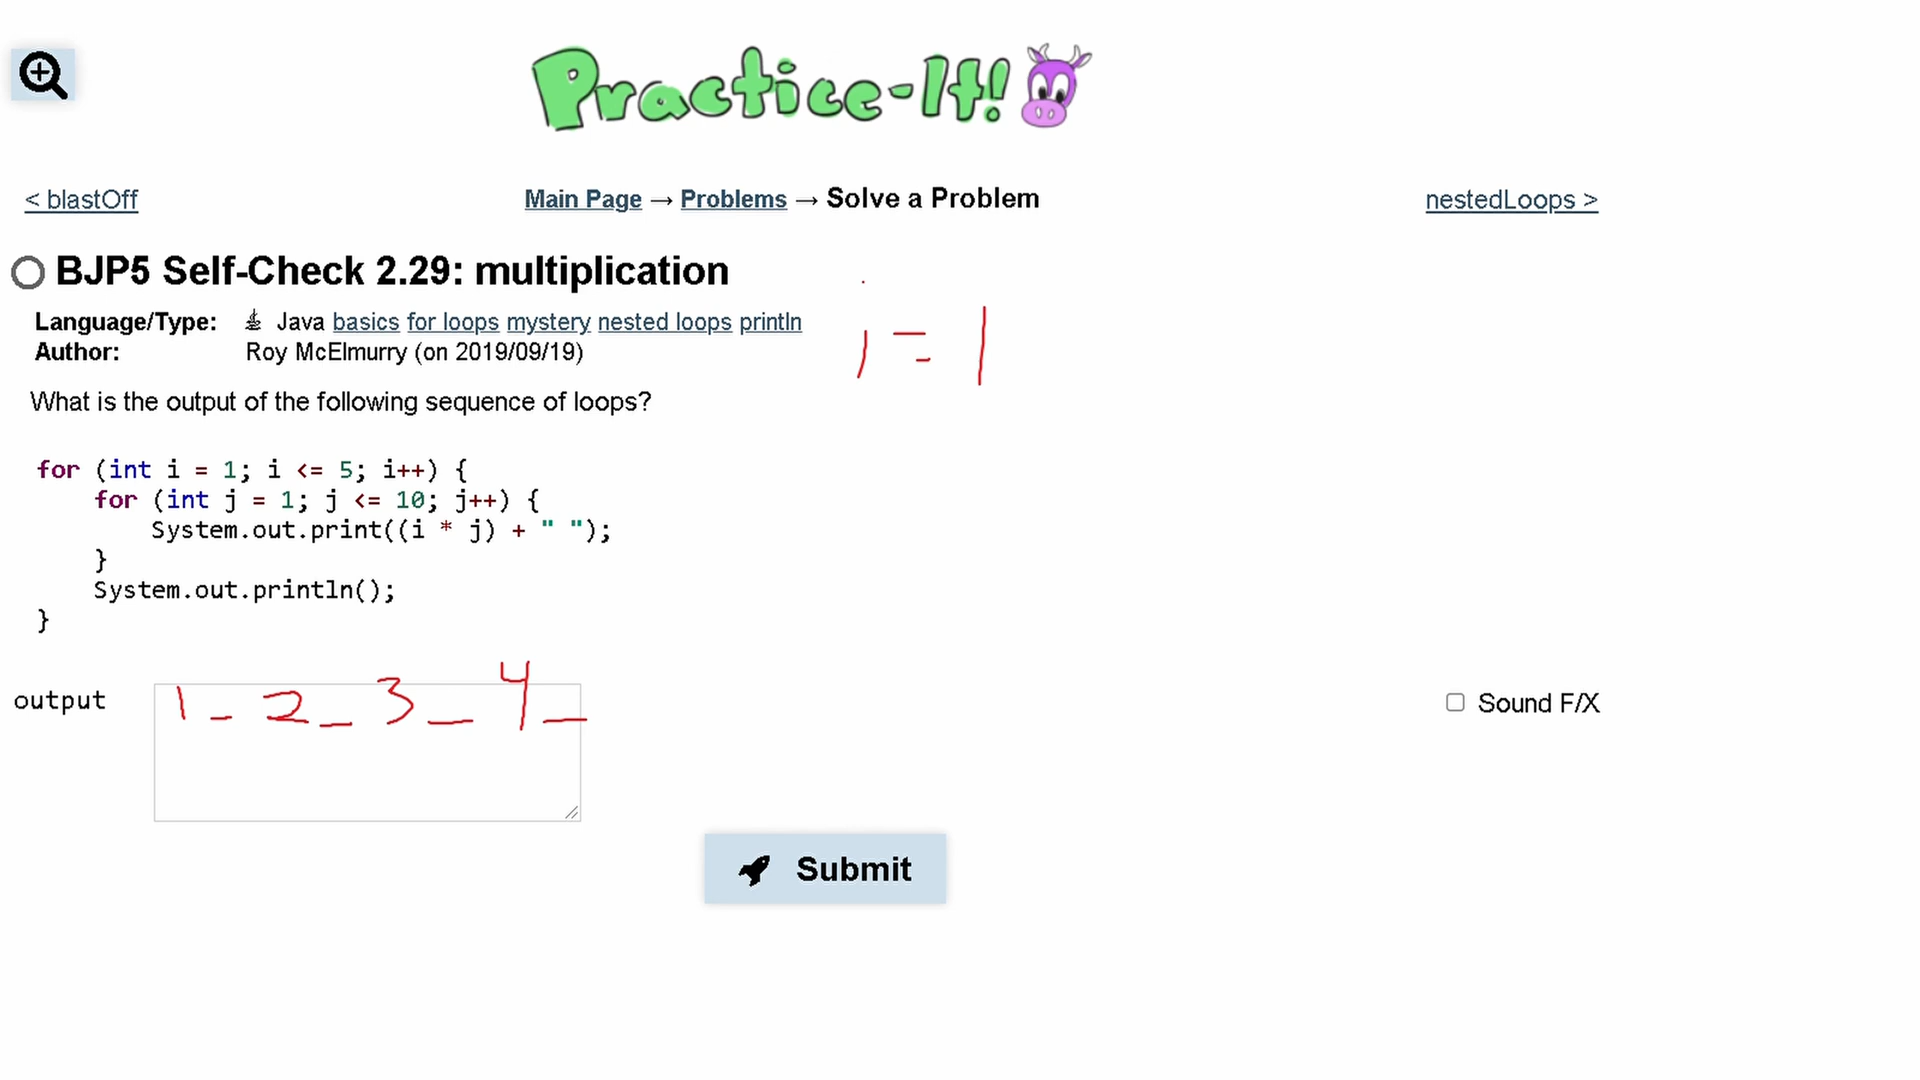 Practice-It!
< blastOff Main Page → Problems → Solve a Problem nestedLoops >
BJP5 Self-Check 2.29: multiplication
Language/Type: Java basics for loops mystery nested loops println
Author: Roy McElmurry (on 2019/09/19)
i = 1
What is the output of the following sequence of loops?
for (int i = 1; i <= 5; i++) {
    for (int j = 1; j <= 10; j++) {
        System.out.print((i * j) + " ");
    }
    System.out.println();
}
output 1 _ 2 _ 3 _ 4 _ Sound F/X
Submit